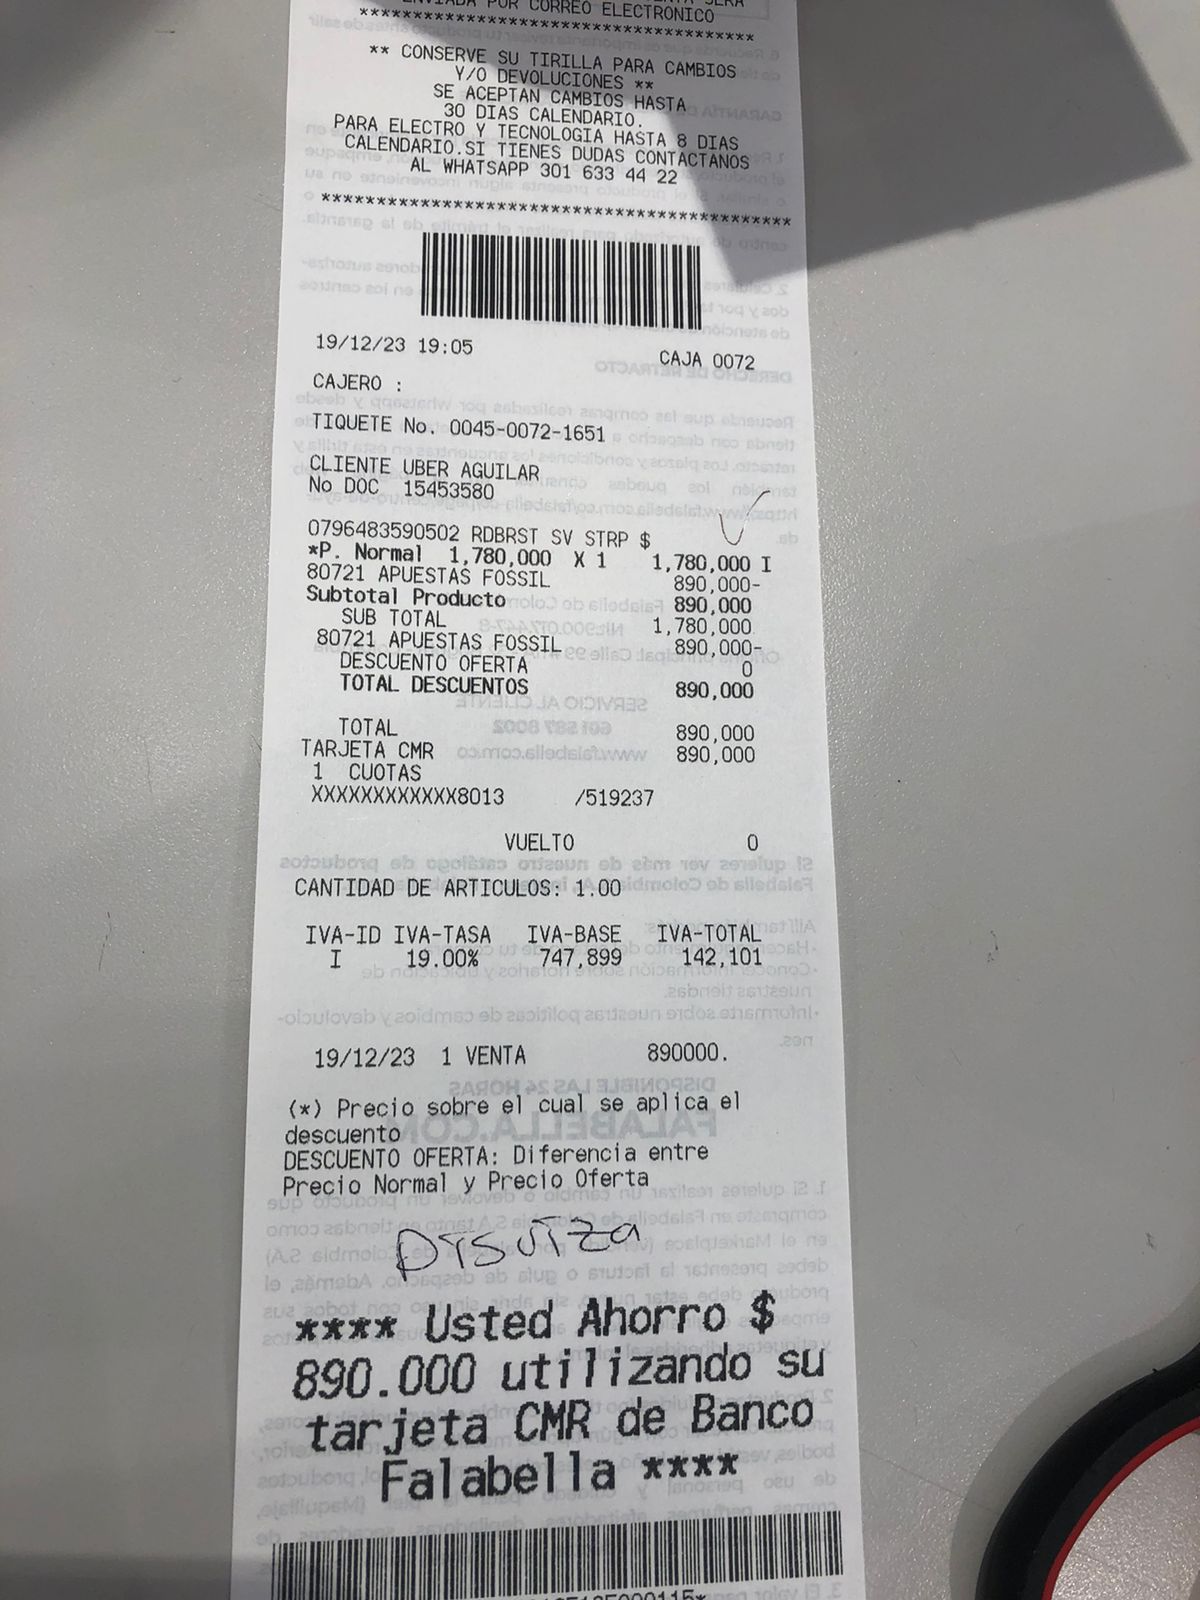 ENVIADA POR CORREO ELECTRONICO
****************************************
** CONSERVE SU TIRILLA PARA CAMBIOS
Y/O DEVOLUCIONES **
SE ACEPTAN CAMBIOS HASTA
30 DIAS CALENDARIO.
PARA ELECTRO Y TECNOLOGIA HASTA 8 DIAS
CALENDARIO.SI TIENES DUDAS CONTACTANOS
AL WHATSAPP 301 633 44 22
****************************************
19/12/23 19:05 CAJA 0072
CAJERO :
TIQUETE No. 0045-0072-1651
CLIENTE UBER AGUILAR
No DOC 15453580
0796483590502 RDBRST SV STRP $
*P. Normal 1,780,000 X 1 1,780,000 I
80721 APUESTAS FOSSIL 890,000-
Subtotal Producto 890,000
SUB TOTAL 1,780,000
80721 APUESTAS FOSSIL 890,000-
DESCUENTO OFERTA 0
TOTAL DESCUENTOS 890,000
TOTAL 890,000
TARJETA CMR 890,000
1 CUOTAS
XXXXXXXXXXXX8013 /519237
VUELTO 0
CANTIDAD DE ARTICULOS: 1.00
IVA-ID IVA-TASA IVA-BASE IVA-TOTAL
I 19.00% 747,899 142,101
19/12/23 1 VENTA 890000.
(*) Precio sobre el cual se aplica el
descuento
DESCUENTO OFERTA: Diferencia entre
Precio Normal y Precio Oferta
**** Usted Ahorro $
890.000 utilizando su
tarjeta CMR de Banco
Falabella ****